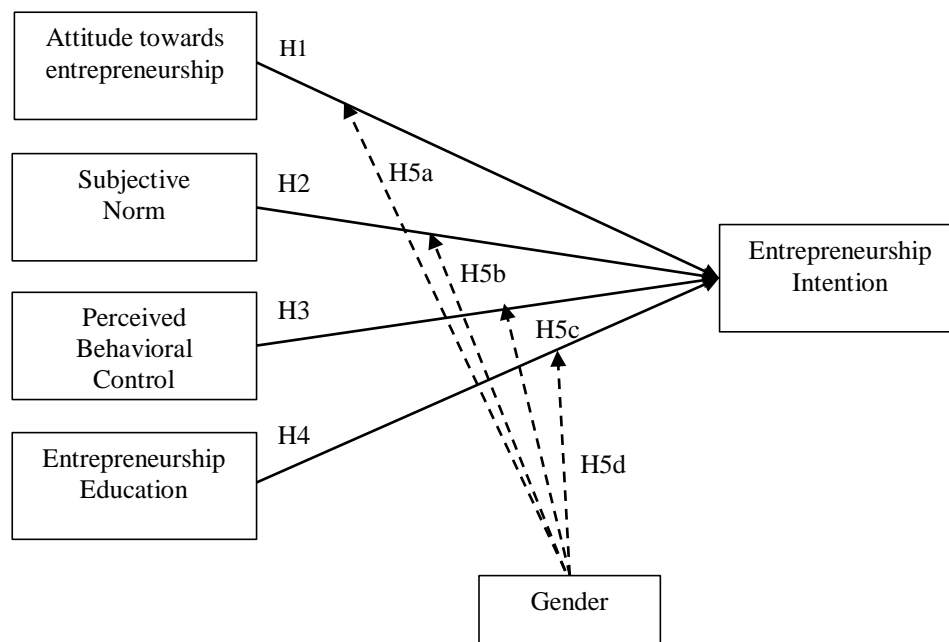 Attitude towards
entrepreneurship
H1
H5a
Subjective
Norm
H2
H5b
Entrepreneurship
Intention
Perceived
Behavioral
Control
H3
H5c
Entrepreneurship
Education
H4
H5d
Gender